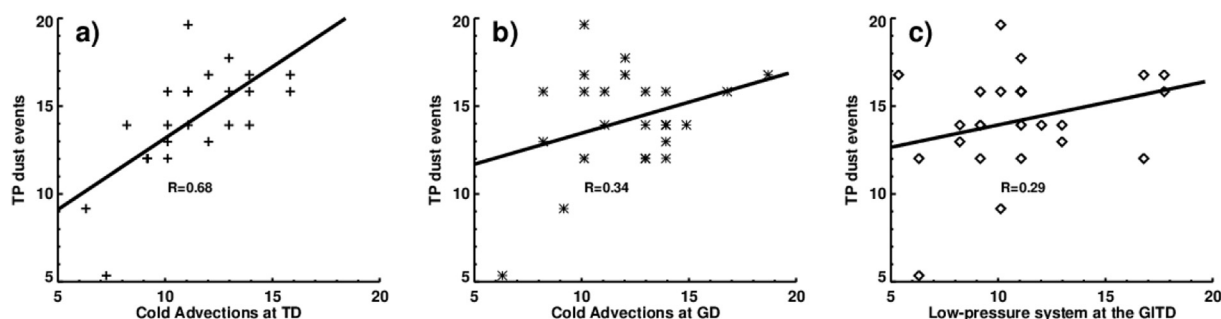 a)
20
15
10
5
TP dust events
R=0.68
5 10 15 20
Cold Advections at TD
b)
20
15
10
5
TP dust events
R=0.34
5 10 15 20
Cold Advections at GD
c)
20
15
10
5
TP dust events
R=0.29
5 10 15 20
Low-pressure system at the GITD